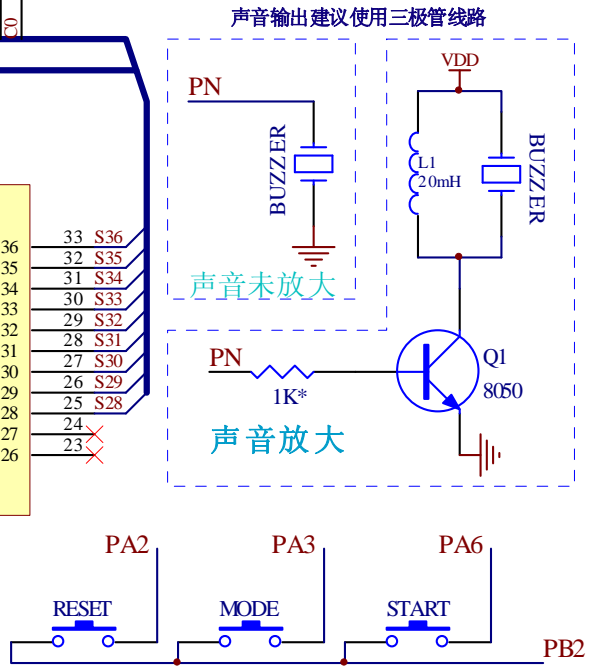 声音输出建议使用三极管线路
C0
PN
BUZZER
声音未放大
VDD
L1
20mH
BUZZER
PN
1K*
Q1
8050
声音放大
36 33 S36
35 32 S35
34 31 S34
33 30 S33
32 29 S32
31 28 S31
30 27 S30
29 26 S29
28 25 S28
27 24
26 23
PA2 PA3 PA6
RESET MODE START
PB2